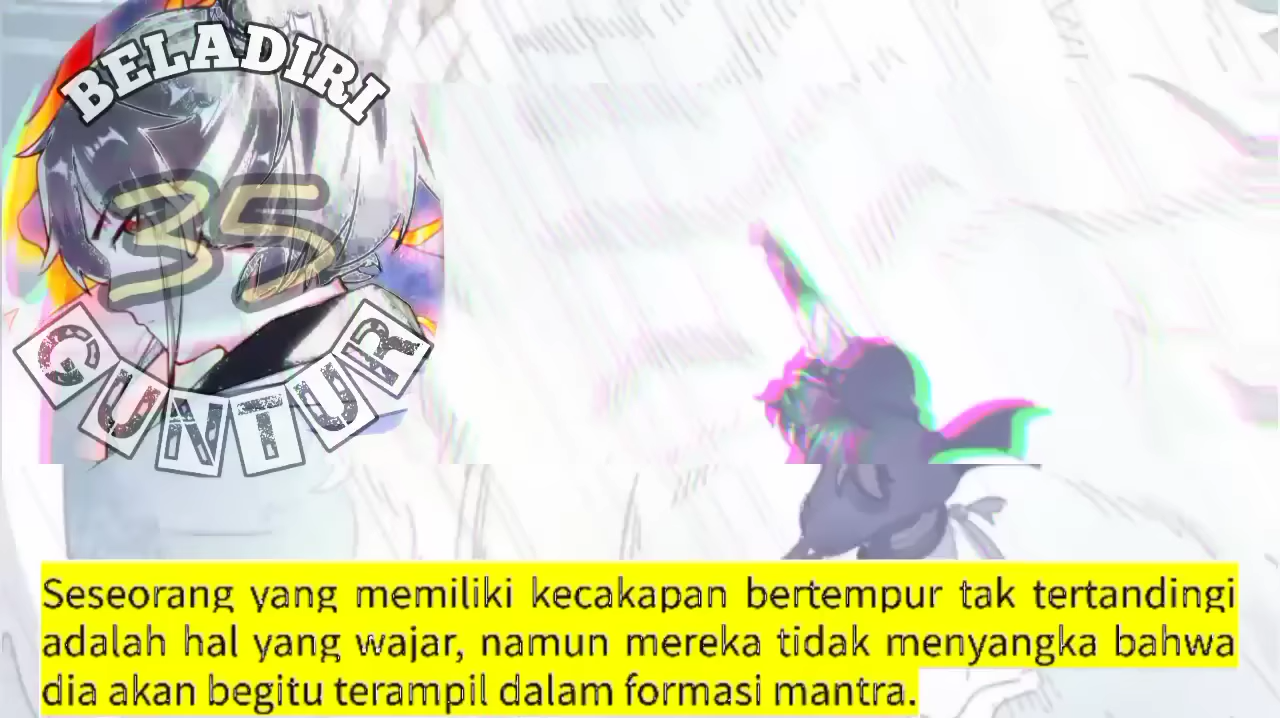 BELADIRI
35
GUNTUR
Seseorang yang memiliki kecakapan bertempur tak tertandingi
adalah hal yang wajar, namun mereka tidak menyangka bahwa
dia akan begitu terampil dalam formasi mantra.